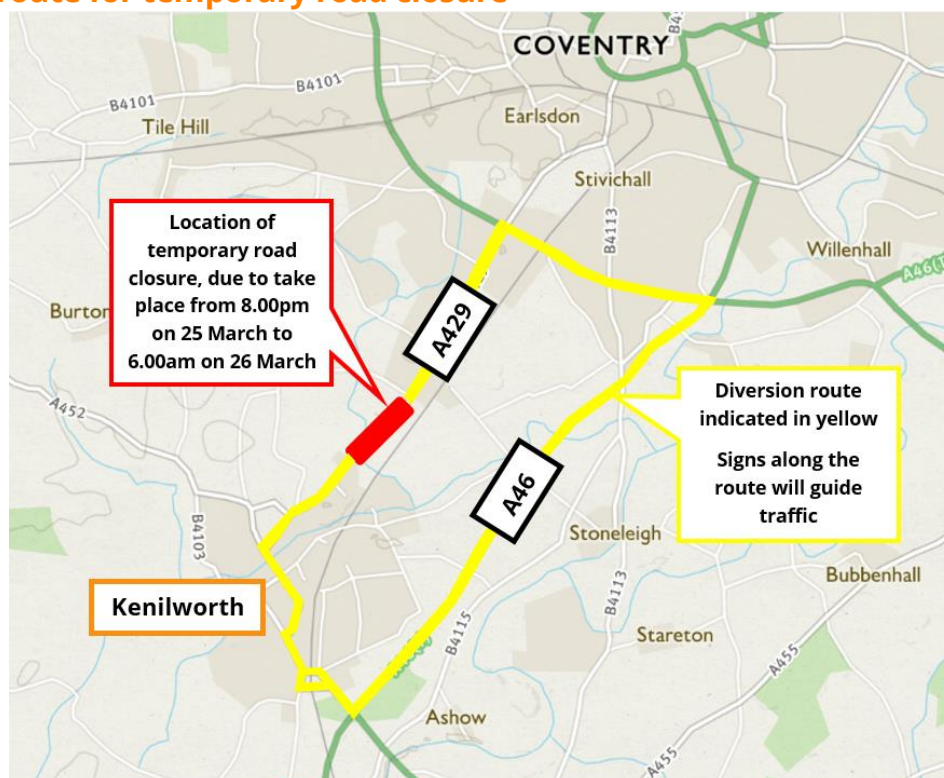 route for temporary road closure
COVENTRY
B4101
B4101
B4101
Earlsdon
Tile Hill
Stivichall
B4113
Willenhall
A46(T
Location of
temporary road
closure, due to take
place from 8.00pm
on 25 March to
6.00am on 26 March
Burton
A429
A452
Diversion route
indicated in yellow
Signs along the
route will guide
traffic
A46
B4103
Stoneleigh
B4113
Bubbenhall
Kenilworth
B4115
Stareton
A455
Ashow
A455